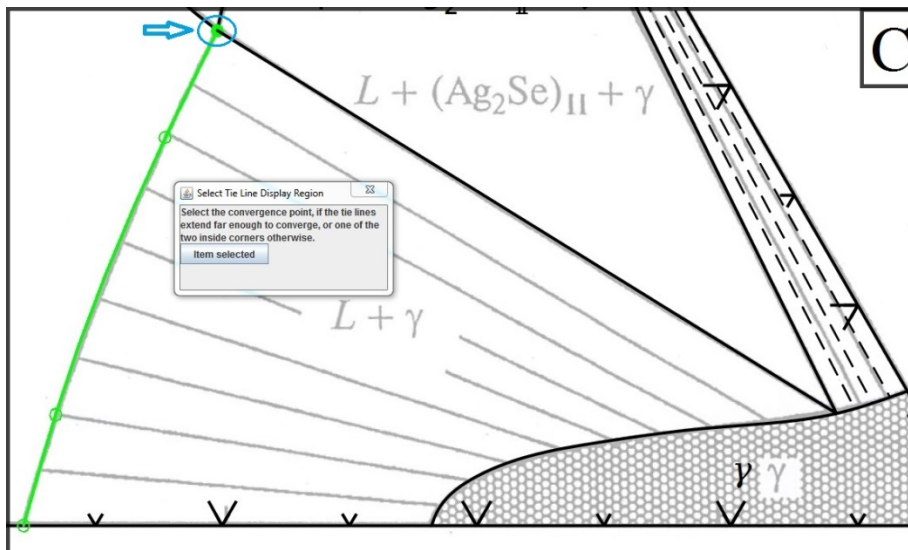 C
L + (Ag₂Se)II + γ
Select Tie Line Display Region
Select the convergence point, if the tie lines
extend far enough to converge, or one of the
two inside corners otherwise.
Item selected
L + γ
γ γ